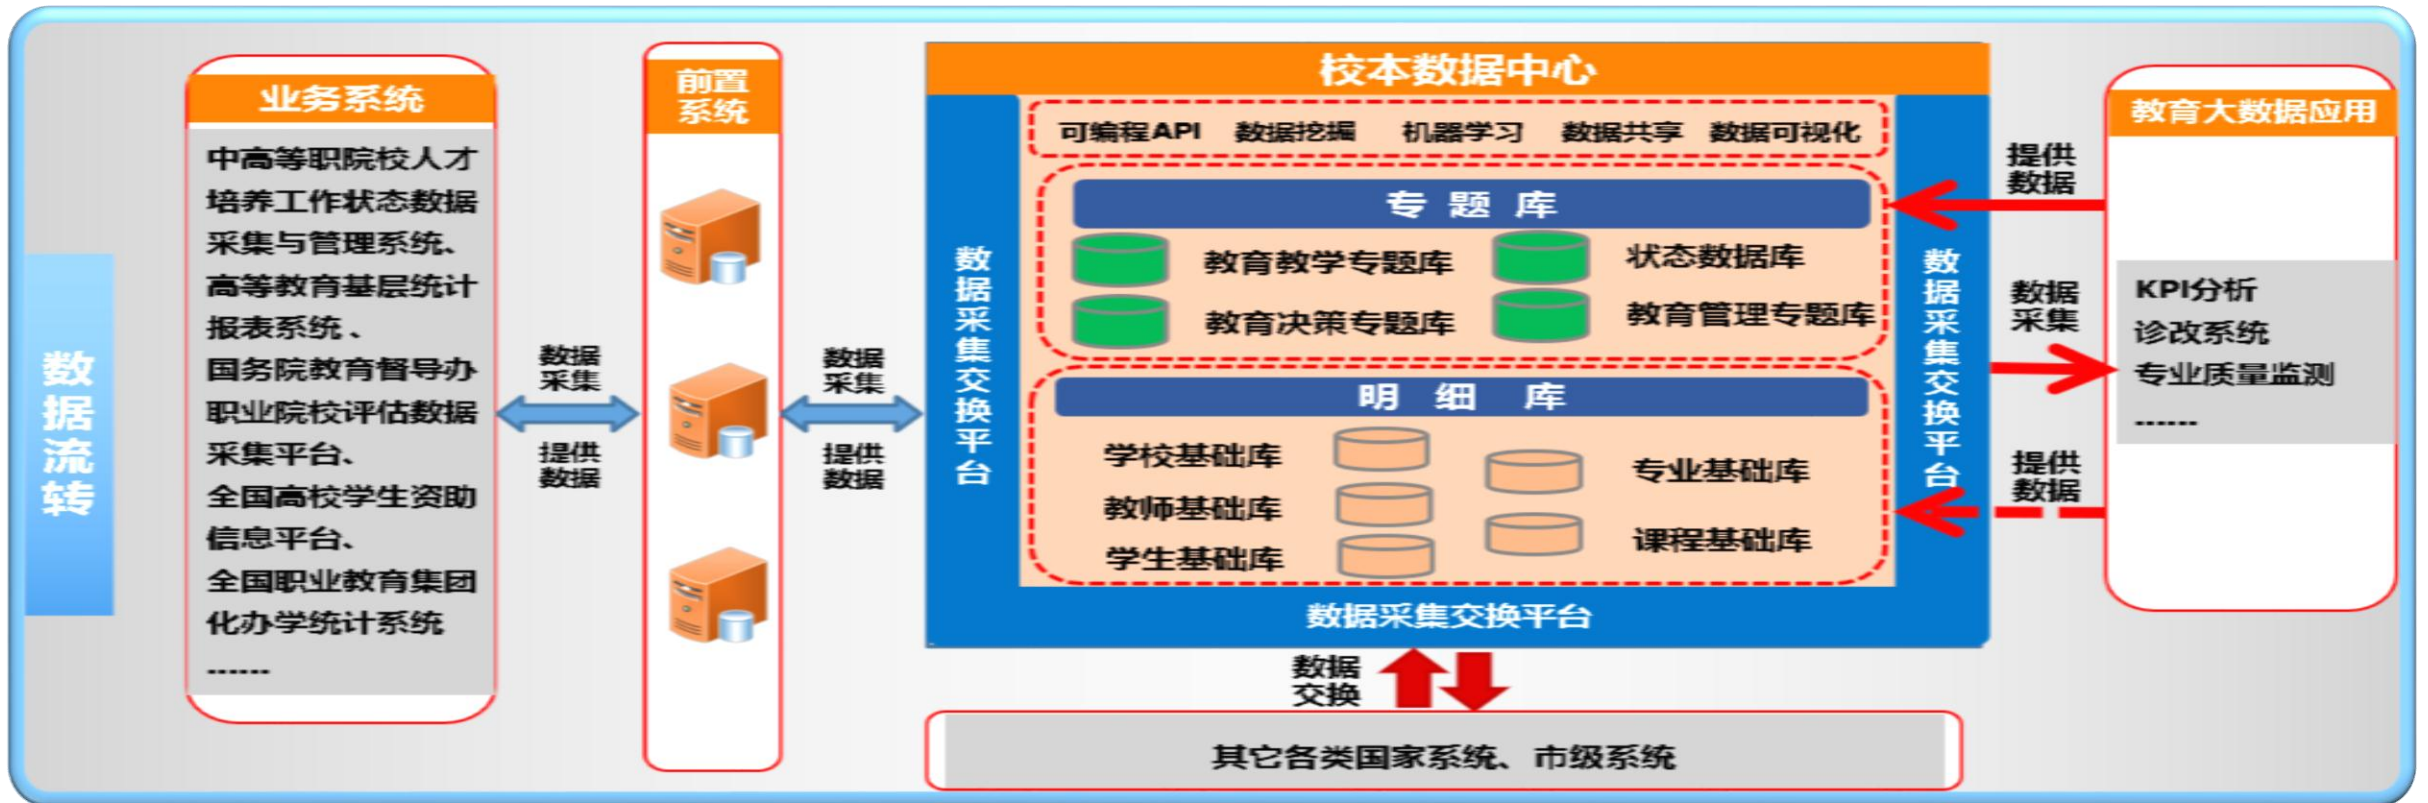 数据流转
业务系统
中高等职院校人才
培养工作状态数据
采集与管理系统、
高等教育基层统计
报表系统、
国务院教育督导办
职业院校评估数据
采集平台、
全国高校学生资助
信息平台、
全国职业教育集团
化办学统计系统
......
数据
采集
提供
数据
前置
系统
数据
采集
提供
数据
校本数据中心
数据采集交换平台
可编程API 数据挖掘 机器学习 数据共享 数据可视化
专 题 库
教育教学专题库 状态数据库
教育决策专题库 教育管理专题库
明 细 库
学校基础库 专业基础库
教师基础库
学生基础库 课程基础库
数据采集交换平台
数据采集交换平台
数据
交换
其它各类国家系统、市级系统
提供
数据
数据
采集
提供
数据
教育大数据应用
KPI分析
诊改系统
专业质量监测
......